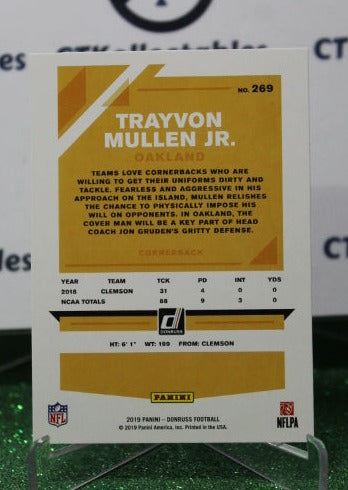 CTKollectables
NO. 269
TRAYVON
MULLEN JR.
OAKLAND
TEAMS LOVE CORNERBACKS WHO ARE
WILLING TO GET THEIR UNIFORMS DIRTY AND
TACKLE. FEARLESS AND AGGRESSIVE IN HIS
APPROACH ON THE ISLAND, MULLEN RELISHES
THE CHANCE TO PHYSICALLY IMPOSE HIS
WILL ON OPPONENTS. IN OAKLAND, THE
COVER MAN WILL BE A KEY PART OF HEAD
COACH JON GRUDEN'S GRITTY DEFENSE.
CORNERBACK
YEAR TEAM TCK PD INT YDS
2018 CLEMSON 31 4 0 0
NCAA TOTALS 88 9 3 0
D
DONRUSS
HT: 6' 1" WT: 199 FROM: CLEMSON
PANINI
NFL
2019 PANINI – DONRUSS FOOTBALL
© 2019 Panini America, Inc. Printed in the USA.
NFLPA